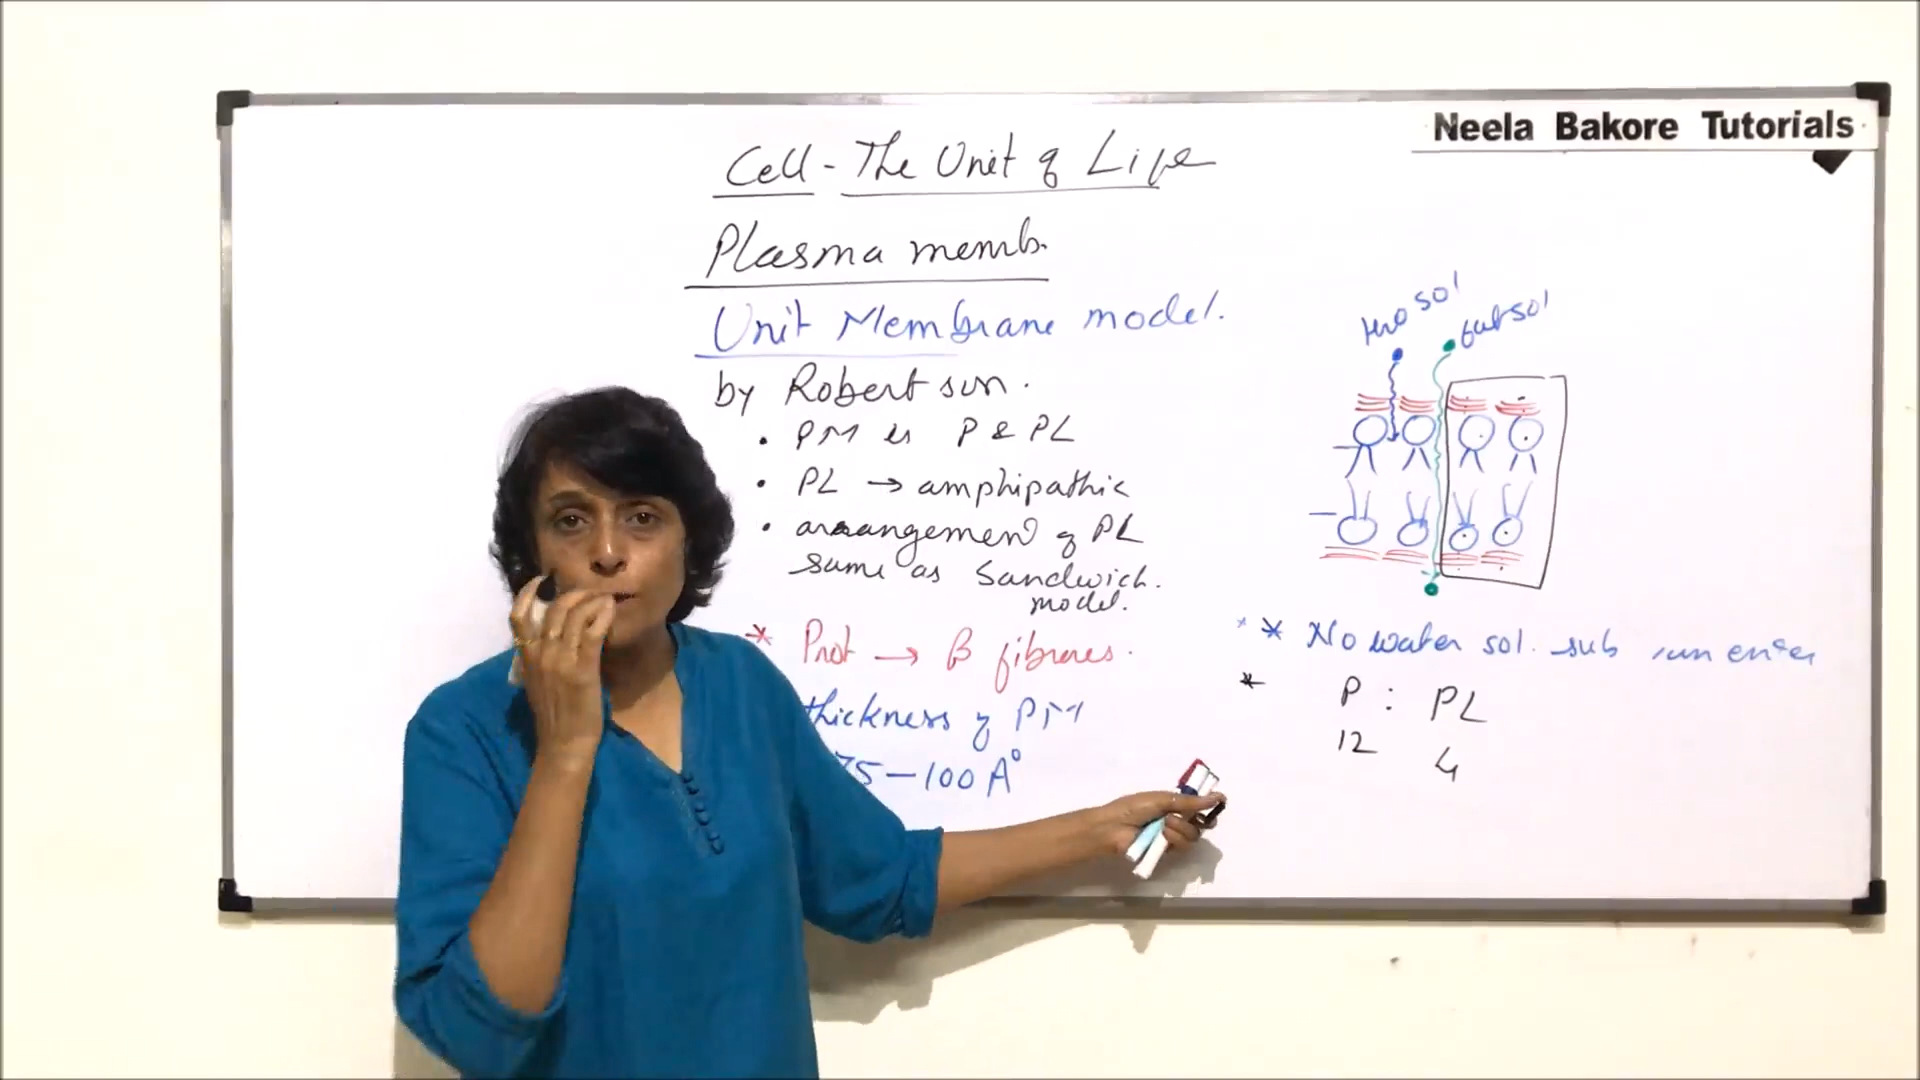 Neela Bakore Tutorials
Cell - The Unit of Life
Plasma memb.
Unit Membrane model.
by Robertson.
• PM is P & PL
• PL → amphipathic
• arrangement of PL
same as Sandwich.
model.
* Prot → β fibres.
thickness of PM
75-100 A°
sol
fat sol
* * No water sol. sub can enter
* P : PL
12 4